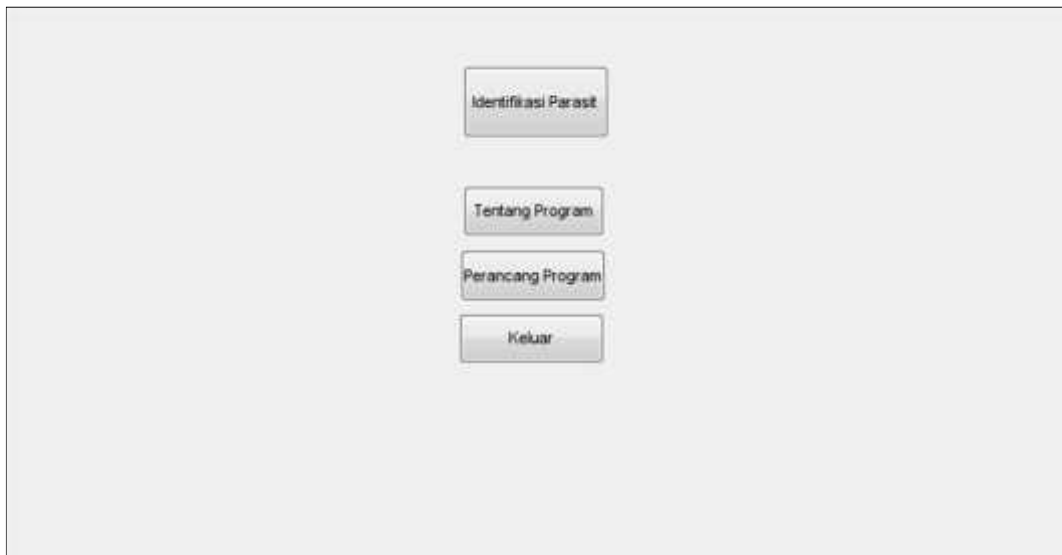 Identifikasi Parasit
Tentang Program
Perancang Program
Keluar